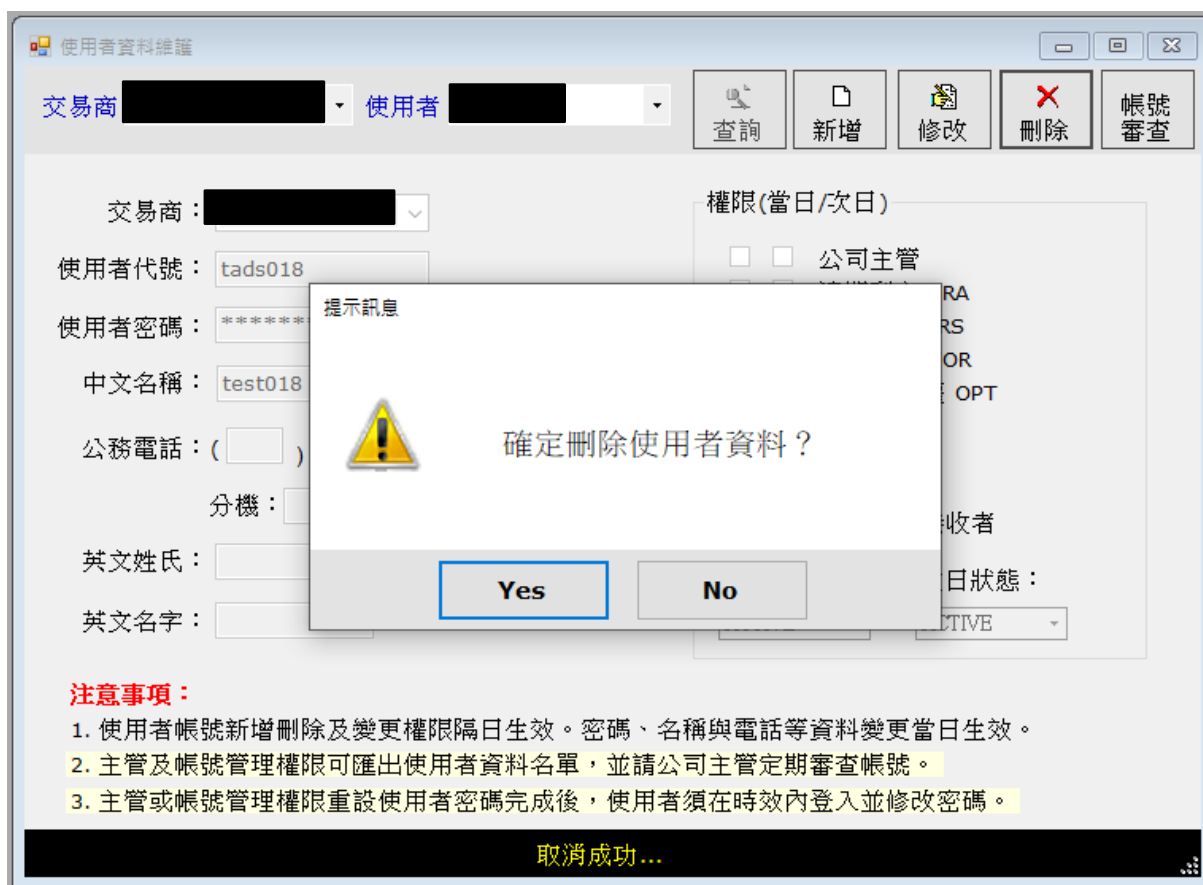 使用者資料維護
交易商 使用者 查詢 新增 修改 刪除 帳號審查
交易商： 權限(當日/次日)
公司主管
使用者代號： tads018
提示訊息 RA
使用者密碼： ******* RS
OR
中文名稱： test018 OPT
確定刪除使用者資料？
公務電話：( )
分機： 收者
英文姓氏： 日狀態：
Yes No
英文名字： CTIVE
注意事項：
1. 使用者帳號新增刪除及變更權限隔日生效。密碼、名稱與電話等資料變更當日生效。
2. 主管及帳號管理權限可匯出使用者資料名單，並請公司主管定期審查帳號。
3. 主管或帳號管理權限重設使用者密碼完成後，使用者須在時效內登入並修改密碼。
取消成功...